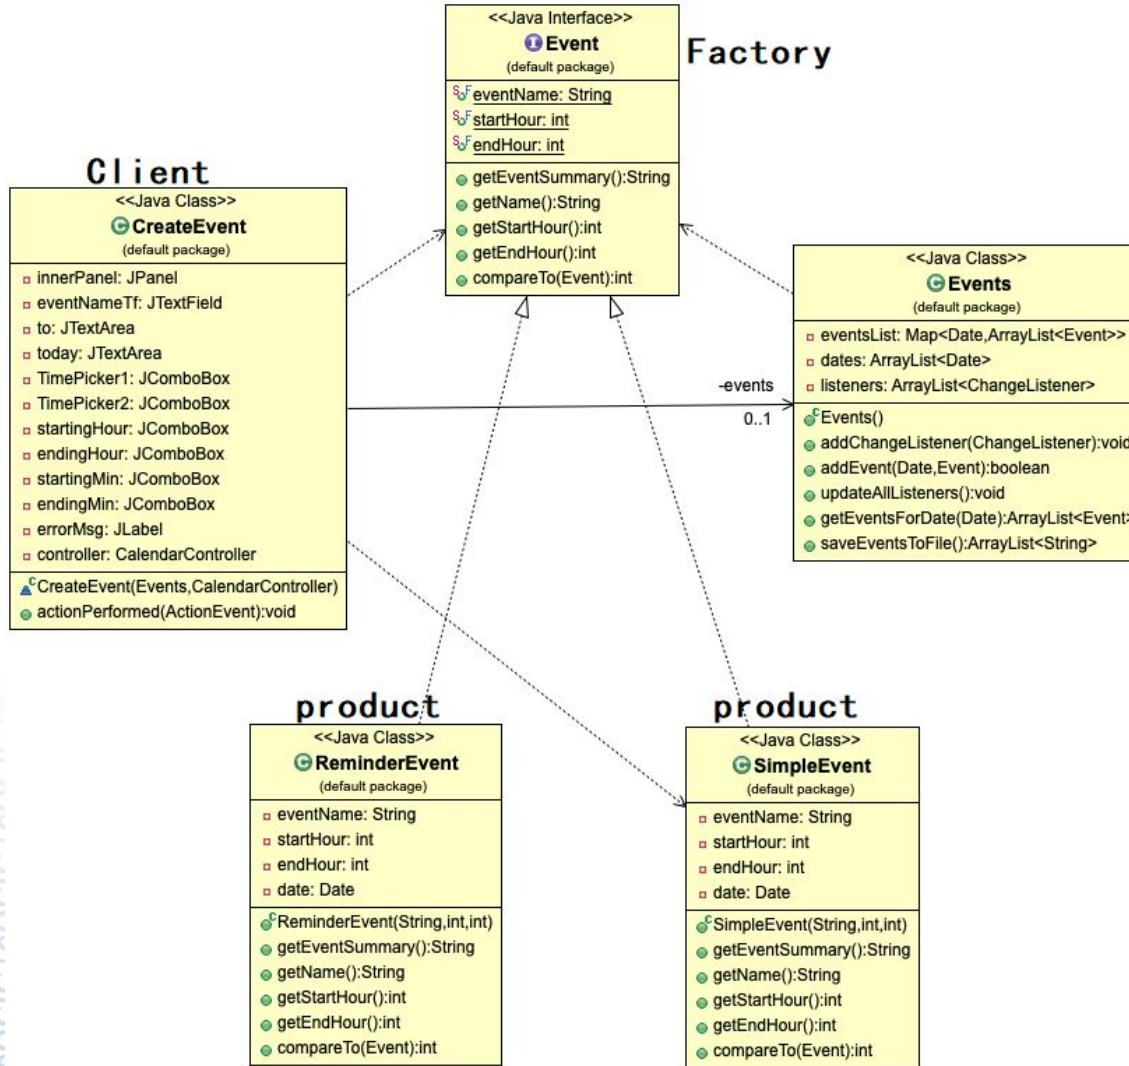 <<Java Interface>>
Event
(default package)
eventName: String
startHour: int
endHour: int
getEventSummary():String
getName():String
getStartHour():int
getEndHour():int
compareTo(Event):int
Factory
Client
<<Java Class>>
CreateEvent
(default package)
innerPanel: JPanel
eventNameTf: JTextField
to: JTextArea
today: JTextArea
TimePicker1: JComboBox
TimePicker2: JComboBox
startingHour: JComboBox
endingHour: JComboBox
startingMin: JComboBox
endingMin: JComboBox
errorMsg: JLabel
controller: CalendarController
CreateEvent(Events,CalendarController)
actionPerformed(ActionEvent):void
-events
0..1
<<Java Class>>
Events
(default package)
eventsList: Map<Date,ArrayList<Event>>
dates: ArrayList<Date>
listeners: ArrayList<ChangeListener>
Events()
addChangeListener(ChangeListener):void
addEvent(Date,Event):boolean
updateAllListeners():void
getEventsForDate(Date):ArrayList<Event>
saveEventsToFile():ArrayList<String>
product
<<Java Class>>
ReminderEvent
(default package)
eventName: String
startHour: int
endHour: int
date: Date
ReminderEvent(String,int,int)
getEventSummary():String
getName():String
getStartHour():int
getEndHour():int
compareTo(Event):int
product
<<Java Class>>
SimpleEvent
(default package)
eventName: String
startHour: int
endHour: int
date: Date
SimpleEvent(String,int,int)
getEventSummary():String
getName():String
getStartHour():int
getEndHour():int
compareTo(Event):int